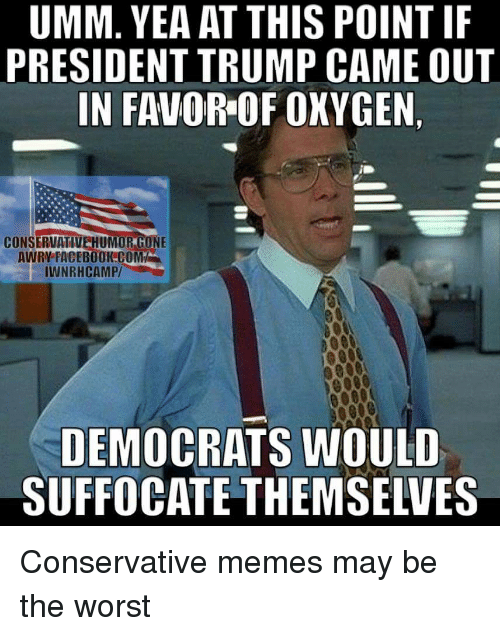 UMM. YEA AT THIS POINT IF
PRESIDENT TRUMP CAME OUT
IN FAVOR OF OXYGEN,
CONSERVATIVE HUMOR GONE
AWRY FACEBOOK.COM/
IWNRHCAMP/
DEMOCRATS WOULD
SUFFOCATE THEMSELVES
Conservative memes may be
the worst